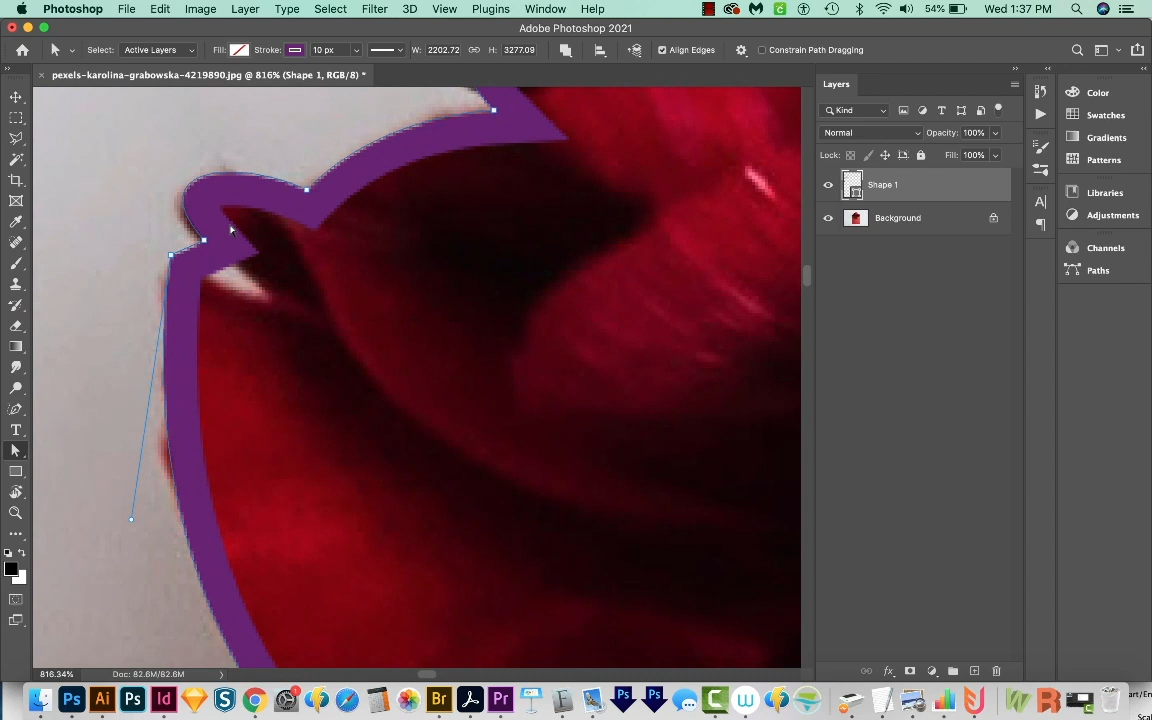 Photoshop File Edit Image Layer Type Select Filter 3D View Plugins Window Help 54% Wed 1:37 PM
Adobe Photoshop 2021
Select: Active Layers Fill: Stroke: 10 px W: 2202.72 H: 3277.09 Align Edges Constrain Path Dragging
pexels-karolina-grabowska-4219890.jpg @ 816% (Shape 1, RGB/8) *
Layers
Kind
Normal Opacity: 100%
Lock: Fill: 100%
Shape 1
Background
Color
Swatches
Gradients
Patterns
Libraries
Adjustments
Channels
Paths
816.34% Doc: 82.6M/82.6M
art/En
Scal